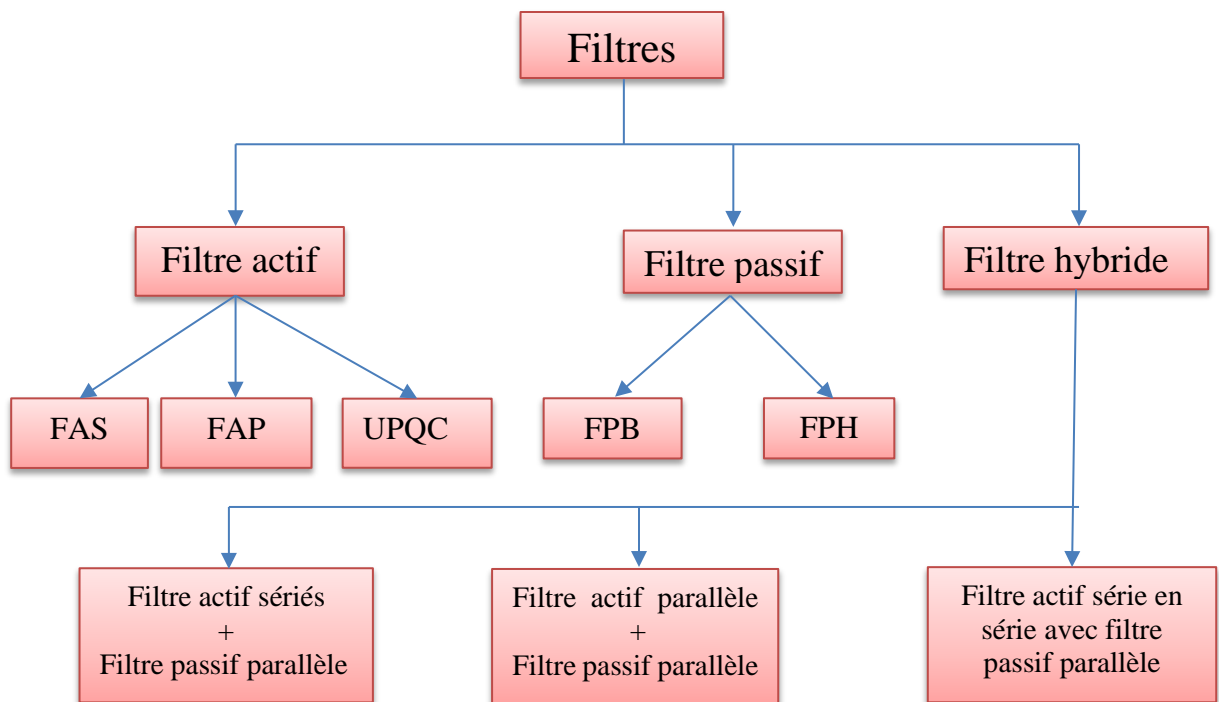 Filtres
Filtre actif
Filtre passif
Filtre hybride
FAS
FAP
UPQC
FPB
FPH
Filtre actif sériés
+
Filtre passif parallèle
Filtre actif parallèle
+
Filtre passif parallèle
Filtre actif série en
série avec filtre
passif parallèle